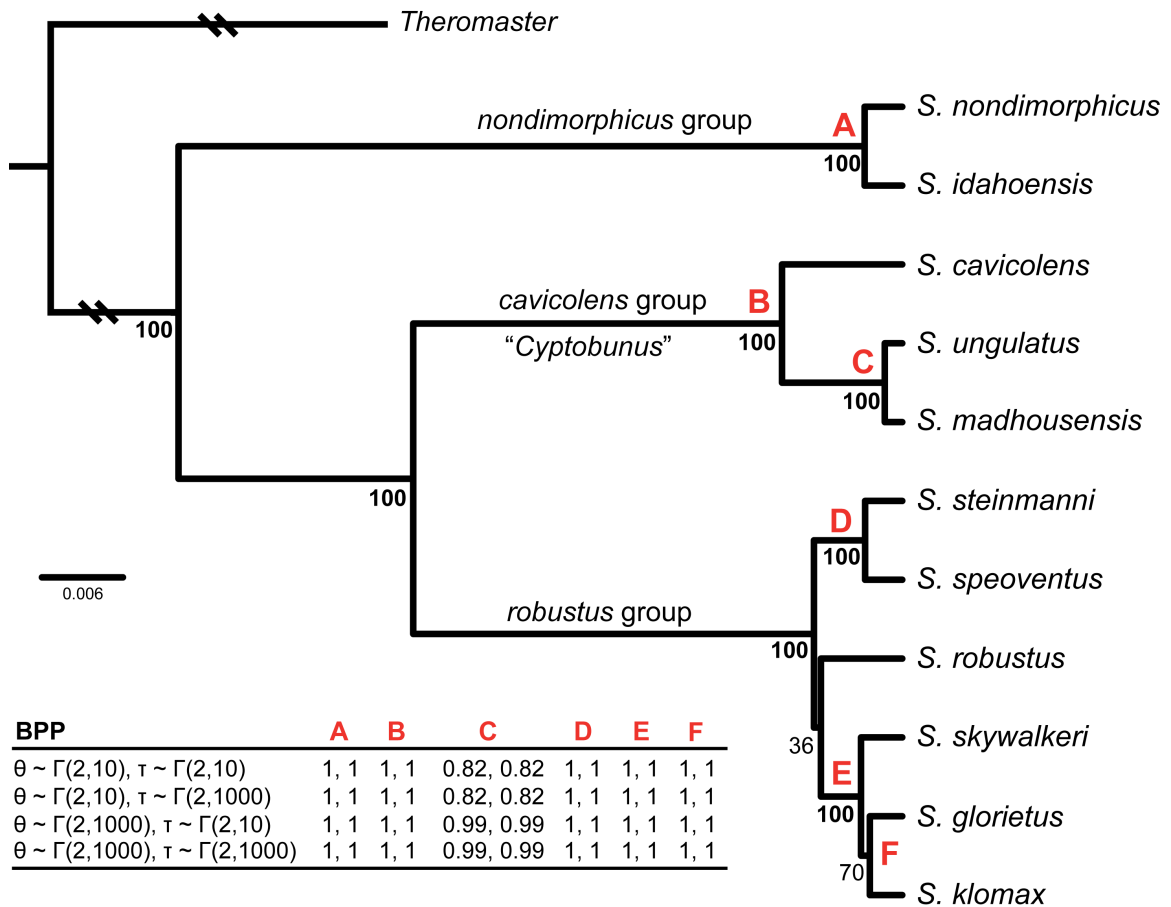 Theromaster
S. nondimorphicus
nondimorphicus group
A
100
S. idahoensis
S. cavicolens
cavicolens group
B
100
“Cyptobunus”
100
S. ungulatus
C
100
S. madhousensis
100
S. steinmanni
D
100
S. speoventus
0.006
robustus group
100
S. robustus
36
S. skywalkeri
E
100
S. glorietus
F
70
S. klomax
BPP A B C D E F
θ ~ Γ(2,10), τ ~ Γ(2,10) 1, 1 1, 1 0.82, 0.82 1, 1 1, 1 1, 1
θ ~ Γ(2,10), τ ~ Γ(2,1000) 1, 1 1, 1 0.82, 0.82 1, 1 1, 1 1, 1
θ ~ Γ(2,1000), τ ~ Γ(2,10) 1, 1 1, 1 0.99, 0.99 1, 1 1, 1 1, 1
θ ~ Γ(2,1000), τ ~ Γ(2,1000) 1, 1 1, 1 0.99, 0.99 1, 1 1, 1 1, 1